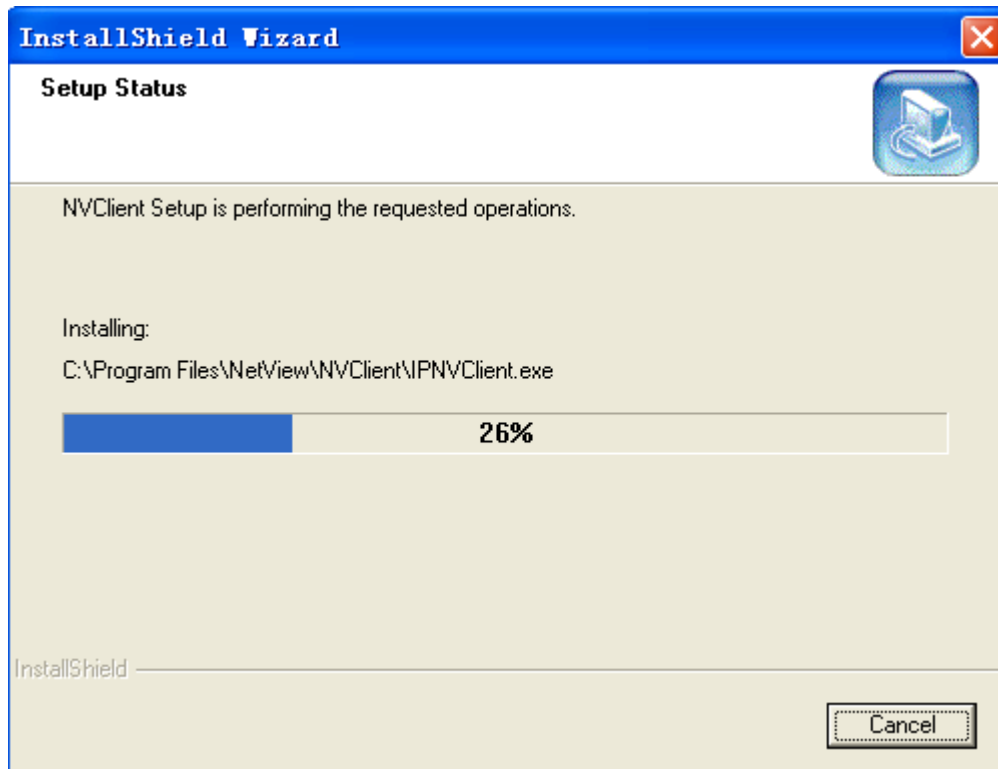 InstallShield Wizard
Setup Status
NVClient Setup is performing the requested operations.
Installing:
C:\Program Files\NetView\NVClient\IPNVClient.exe
26%
InstallShield
Cancel